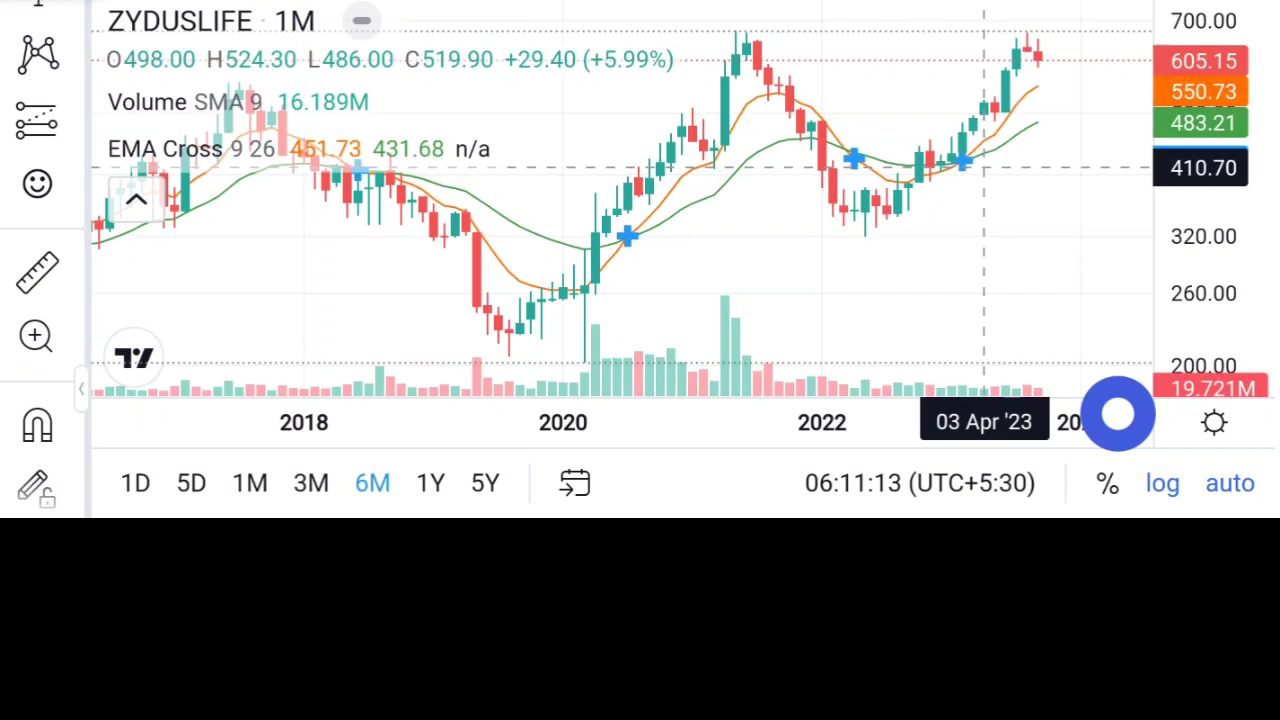 ZYDUSLIFE · 1M
O498.00 H524.30 L486.00 C519.90 +29.40 (+5.99%)
Volume SMA 9 16.189M
EMA Cross 9 26 451.73 431.68 n/a
700.00
605.15
550.73
483.21
410.70
320.00
260.00
200.00
19.721M
2018 2020 2022 03 Apr '23
1D 5D 1M 3M 6M 1Y 5Y 06:11:13 (UTC+5:30) % log auto